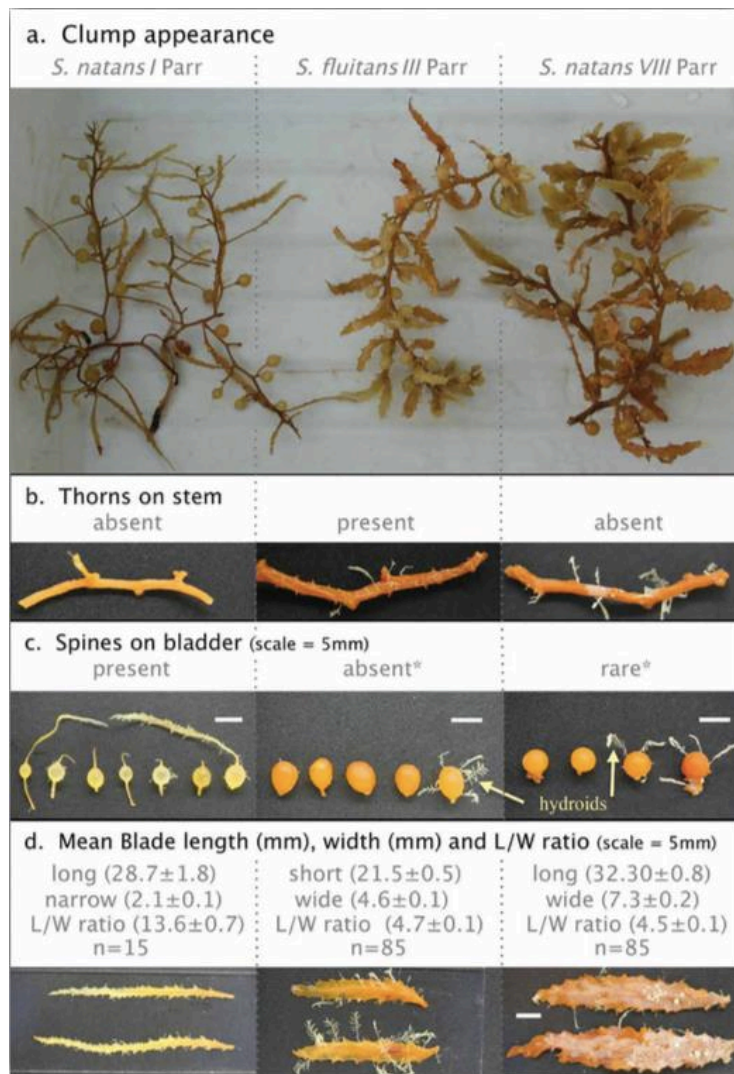 a. Clump appearance
S. natans I Parr S. fluitans III Parr S. natans VIII Parr
b. Thorns on stem
absent present absent
c. Spines on bladder (scale = 5mm)
present absent* rare*
hydroids
d. Mean Blade length (mm), width (mm) and L/W ratio (scale = 5mm)
long (28.7±1.8) short (21.5±0.5) long (32.30±0.8)
narrow (2.1±0.1) wide (4.6±0.1) wide (7.3±0.2)
L/W ratio (13.6±0.7) L/W ratio (4.7±0.1) L/W ratio (4.5±0.1)
n=15 n=85 n=85